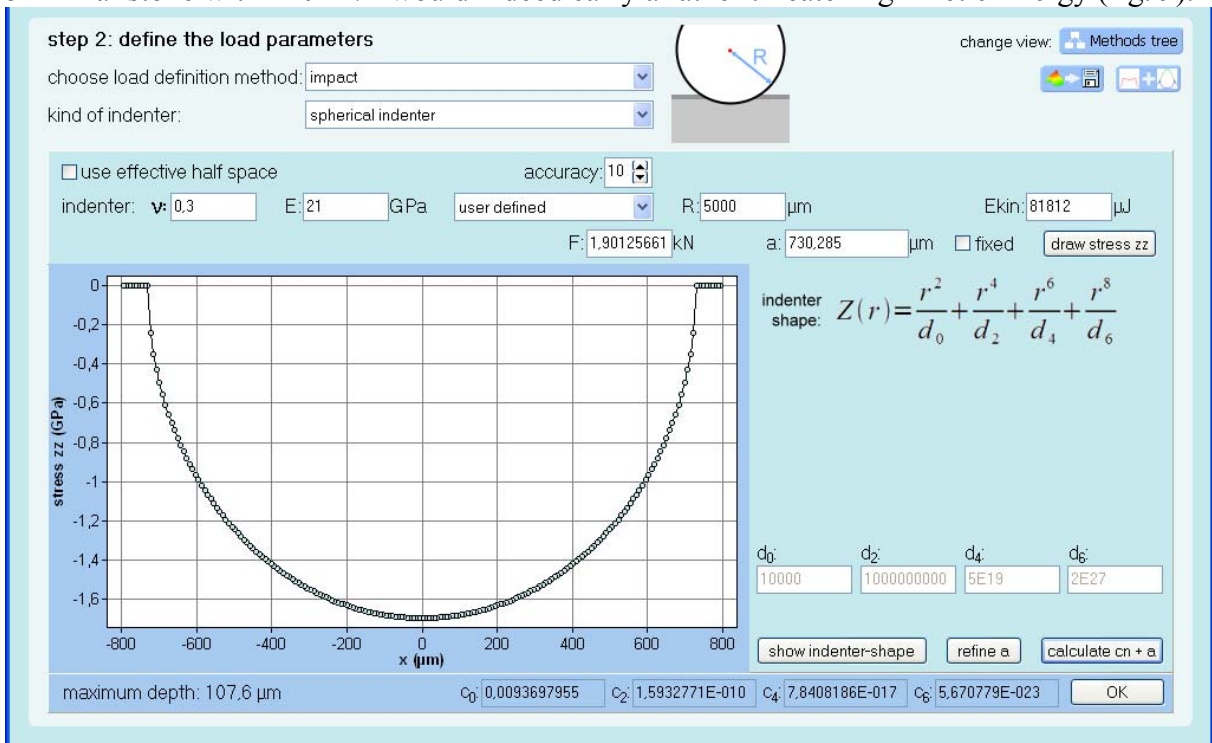 step 2: define the load parameters
change view: Methods tree
choose load definition method: impact
kind of indenter: spherical indenter
R
use effective half space accuracy: 10
indenter: ν: 0,3 E: 21 GPa user defined R: 5000 µm Ekin: 81812 µJ
F: 1,90125661 kN a: 730,285 µm fixed draw stress zz
indenter shape: Z(r)=r²/d₀+r⁴/d₂+r⁶/d₄+r⁸/d₆
0
-0,2
-0,4
-0,6
-0,8
-1
-1,2
-1,4
-1,6
stress zz (GPa)
-800 -600 -400 -200 0 200 400 600 800
x (µm)
d₀: d₂: d₄: d₆:
10000 1000000000 5E19 2E27
show indenter-shape refine a calculate cn + a
maximum depth: 107,6 µm c₀: 0,0093697955 c₂: 1,5932771E-010 c₄: 7,8408186E-017 c₆: 5,670779E-023 OK